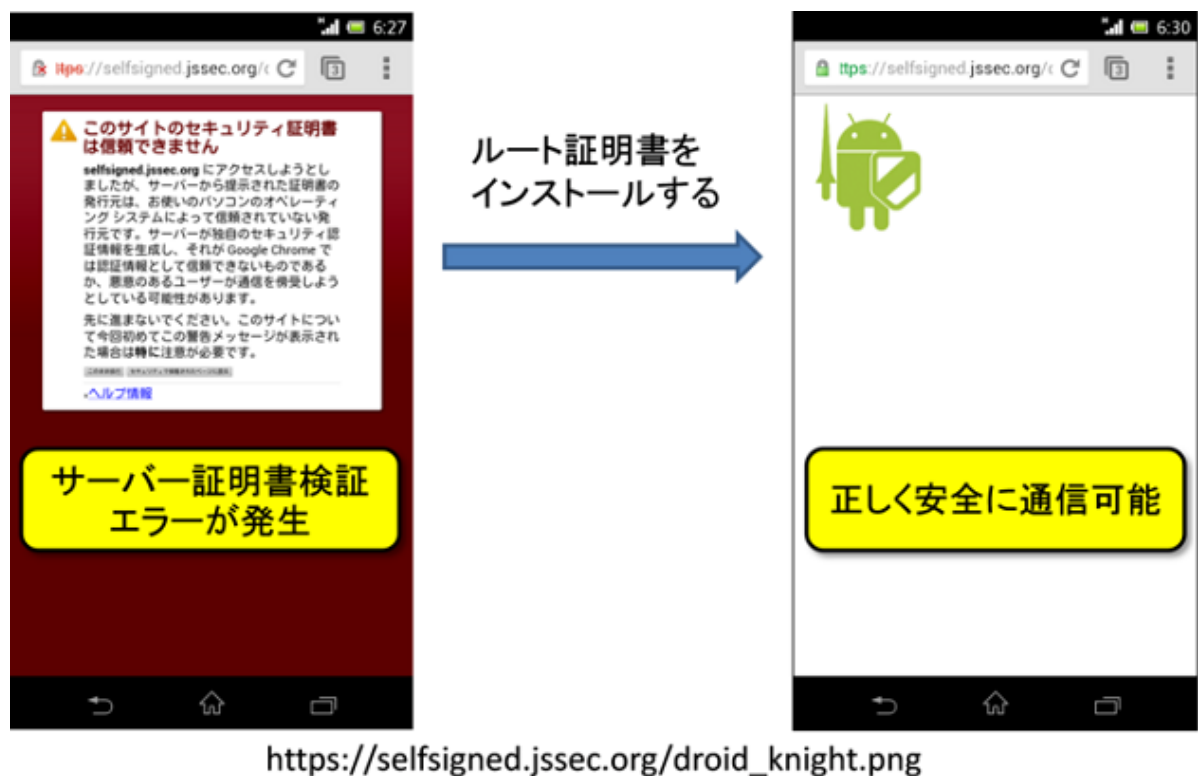 6:27
ttps://selfsigned.jssec.org/c
3
このサイトのセキュリティ証明書
は信頼できません
selfsigned.jssec.org にアクセスしようとし
ましたが、サーバーから提示された証明書の
発行元は、お使いのパソコンのオペレーティ
ング システムによって信頼されていない発
行元です。サーバーが独自のセキュリティ認
証情報を生成し、それが Google Chrome で
は認証情報として信頼できないものである
か、悪意のあるユーザーが通信を傍受しよう
としている可能性があります。
先に進まないでください。このサイトについ
て今回初めてこの警告メッセージが表示され
た場合は特に注意が必要です。
ヘルプ情報
サーバー証明書検証
エラーが発生
ルート証明書を
インストールする
6:30
ttps://selfsigned.jssec.org/c
3
正しく安全に通信可能
https://selfsigned.jssec.org/droid_knight.png